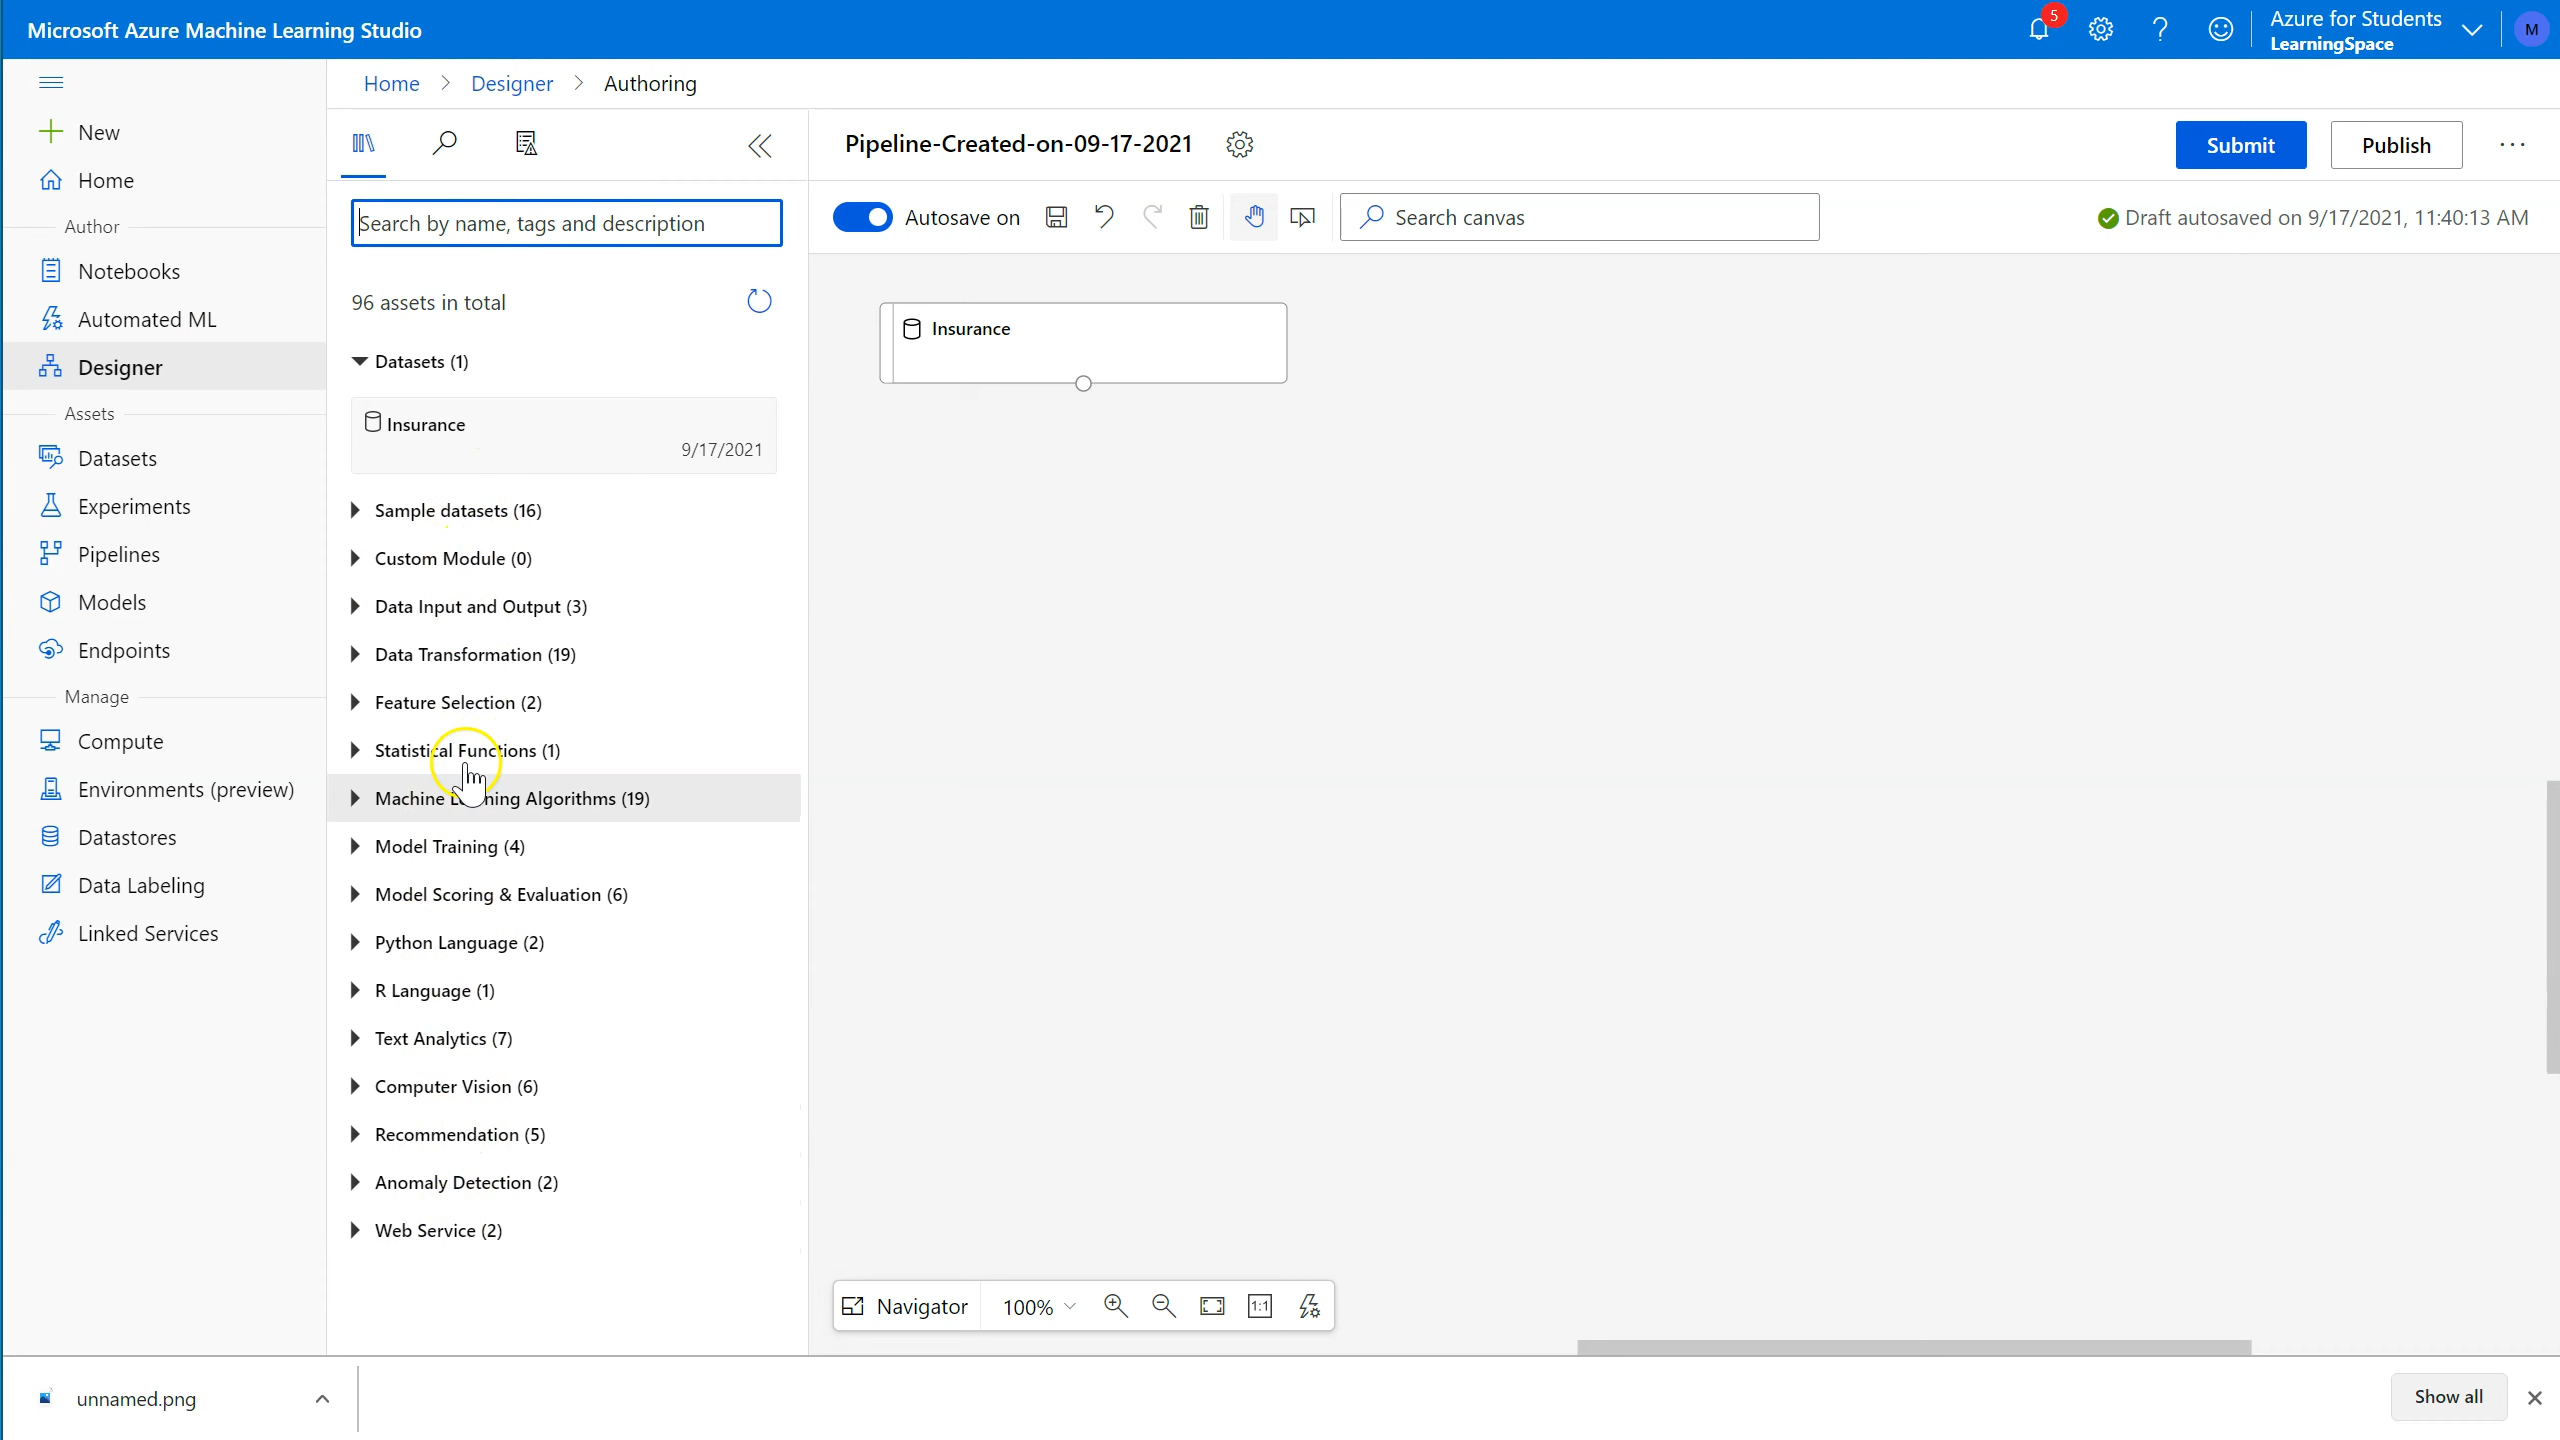 Microsoft Azure Machine Learning Studio
5
Azure for Students
LearningSpace
M
Home > Designer > Authoring
New
Home
Author
Notebooks
Automated ML
Designer
Assets
Datasets
Experiments
Pipelines
Models
Endpoints
Manage
Compute
Environments (preview)
Datastores
Data Labeling
Linked Services
Search by name, tags and description
96 assets in total
Datasets (1)
Insurance
9/17/2021
Sample datasets (16)
Custom Module (0)
Data Input and Output (3)
Data Transformation (19)
Feature Selection (2)
Statistical Functions (1)
Machine Learning Algorithms (19)
Model Training (4)
Model Scoring & Evaluation (6)
Python Language (2)
R Language (1)
Text Analytics (7)
Computer Vision (6)
Recommendation (5)
Anomaly Detection (2)
Web Service (2)
Pipeline-Created-on-09-17-2021
Submit
Publish
Autosave on
Search canvas
Draft autosaved on 9/17/2021, 11:40:13 AM
Insurance
Navigator
100%
1:1
unnamed.png
Show all